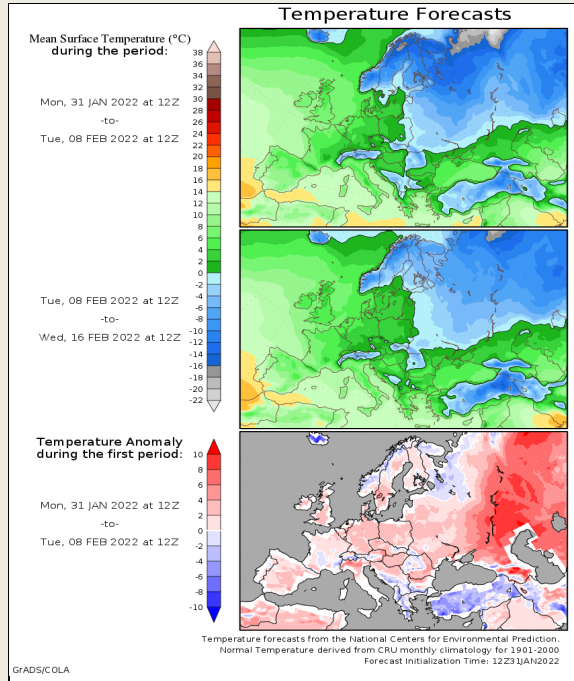 Temperature Forecasts
Mean Surface Temperature (°C)
during the period:
Mon, 31 JAN 2022 at 12Z
-to-
Tue, 08 FEB 2022 at 12Z
38
36
34
32
30
28
26
24
22
20
18
16
14
12
10
8
6
4
2
0
-2
-4
-6
-8
-10
-12
-14
-16
-18
-20
-22
Tue, 08 FEB 2022 at 12Z
-to-
Wed, 16 FEB 2022 at 12Z
Temperature Anomaly
during the first period:
Mon, 31 JAN 2022 at 12Z
-to-
Tue, 08 FEB 2022 at 12Z
10
8
6
4
2
0
-2
-4
-6
-8
-10
Temperature forecasts from the National Centers for Environmental Prediction.
Normal Temperature derived from CRU monthly climatology for 1901-2000
Forecast Initialization Time: 12Z31JAN2022
GrADS/COLA